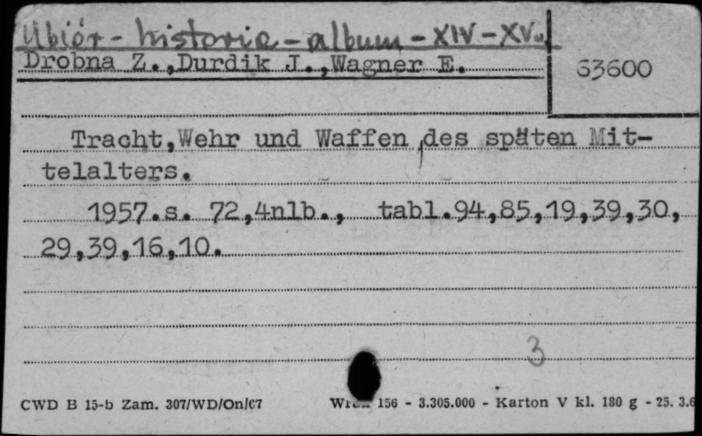 Ubiór - historia - album - XIV - XV w
Drobna Z.,Durdik J.,Wagner E.
63600
Tracht,Wehr und Waffen,des späten Mit-
telalters.
1957.s. 72,4nlb., tabl.94,85,19,39,30,
29,39,16,10.
3
CWD B 15-b Zam. 307/WD/On/67 156 - 3.305.000 - Karton V kl. 180 g - 25. 3.6